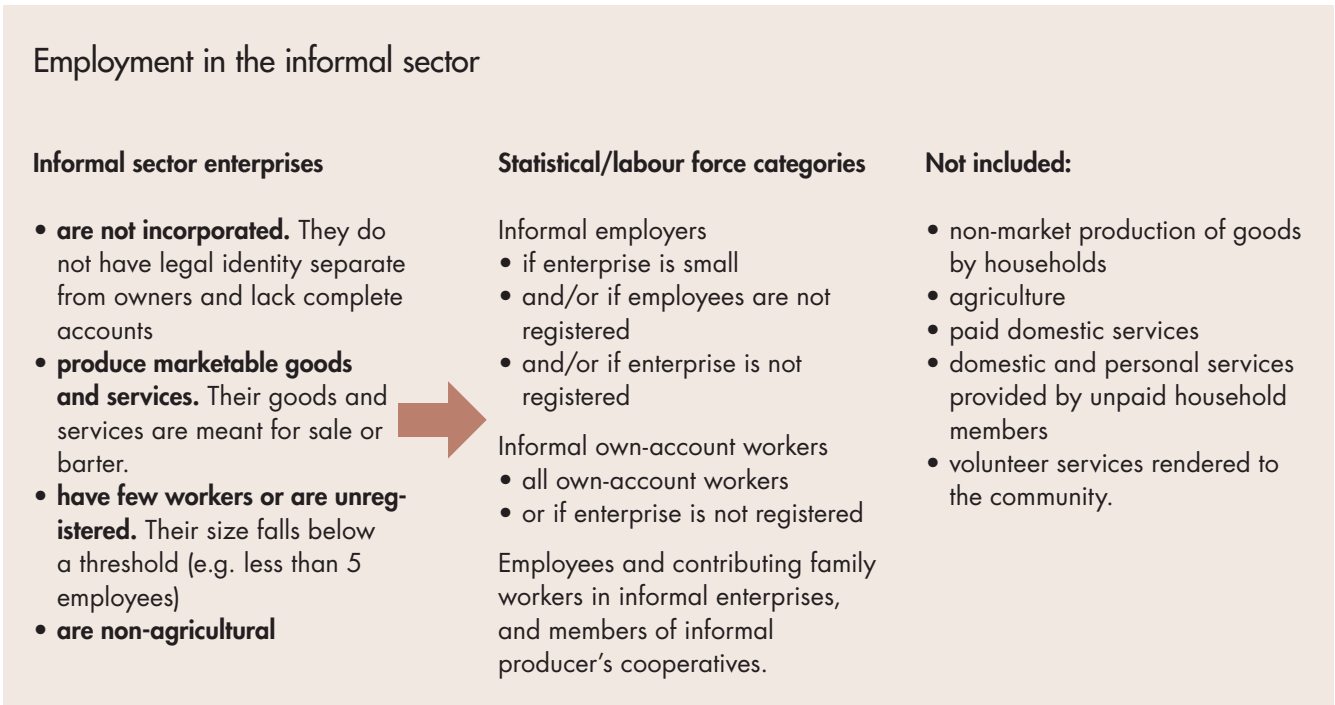 Employment in the informal sector
Informal sector enterprises
• are not incorporated. They do
not have legal identity separate
from owners and lack complete
accounts
• produce marketable goods
and services. Their goods and
services are meant for sale or
barter.
• have few workers or are unreg-
istered. Their size falls below
a threshold (e.g. less than 5
employees)
• are non-agricultural
Statistical/labour force categories
Informal employers
• if enterprise is small
• and/or if employees are not
registered
• and/or if enterprise is not
registered
Informal own-account workers
• all own-account workers
• or if enterprise is not registered
Employees and contributing family
workers in informal enterprises,
and members of informal
producer’s cooperatives.
Not included:
• non-market production of goods
by households
• agriculture
• paid domestic services
• domestic and personal services
provided by unpaid household
members
• volunteer services rendered to
the community.